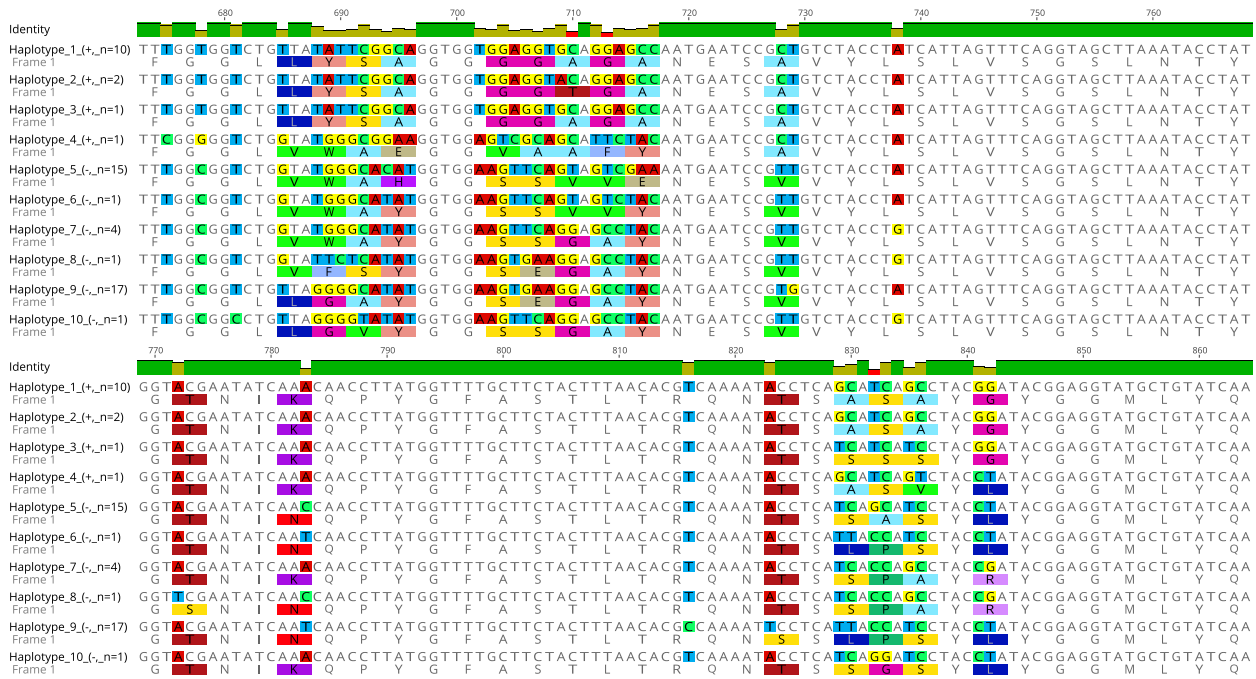 680 690 700 710 720 730 740 750 760
Identity
Haplotype_1_(+,_n=10) TTTGGTGGTCTGTTATATTCGGCAGGTGGTGGAGGTGCAGGAGCCAATGAATCCGCTGTCTACCTATCATTAGTTTCAGGTAGCTTAAATACCTAT
Frame 1 F G G L L Y S A G G G G A G A N E S A V Y L S L V S G S L N T Y
Haplotype_2_(+,_n=2) TTTGGTGGTCTGTTATATTCGGCAGGTGGTGGAGGTACAGGAGCCAATGAATCCGCTGTCTACCTATCATTAGTTTCAGGTAGCTTAAATACCTAT
Frame 1 F G G L L Y S A G G G G T G A N E S A V Y L S L V S G S L N T Y
Haplotype_3_(+,_n=1) TTTGGTGGTCTGTTATATTCGGCAGGTGGTGGAGGTGCAGGAGCCAATGAATCCGCTGTCTACCTATCATTAGTTTCAGGTAGCTTAAATACCTAT
Frame 1 F G G L L Y S A G G G G A G A N E S A V Y L S L V S G S L N T Y
Haplotype_4_(+,_n=1) TTCGGGGGTCTGGTATGGGCGGAAGGTGGAGTCGCAGCATTCTACAATGAATCCGCTGTCTACCTATCATTAGTTTCAGGTAGCTTAAATACCTAT
Frame 1 F G G L V W A E G G V A A F Y N E S A V Y L S L V S G S L N T Y
Haplotype_5_(-,_n=15) TTTGGCGGTCTGGTATGGGCACATGGTGGAAGTTCAGTAGTCGAAAATGAATCCGTTGTCTACCTATCATTAGTTTCAGGTAGCTTAAATACCTAT
Frame 1 F G G L V W A H G G S S V V E N E S V V Y L S L V S G S L N T Y
Haplotype_6_(-,_n=1) TTTGGCGGTCTGGTATGGGCATATGGTGGAAGTTCAGTAGTCTACAATGAATCCGTTGTCTACCTATCATTAGTTTCAGGTAGCTTAAATACCTAT
Frame 1 F G G L V W A Y G G S S V V Y N E S V V Y L S L V S G S L N T Y
Haplotype_7_(-,_n=4) TTTGGCGGTCTGGTATGGGCATATGGTGGAAGTTCAGGAGCCTACAATGAATCCGTTGTCTACCTGTCATTAGTTTCAGGTAGCTTAAATACCTAT
Frame 1 F G G L V W A Y G G S S G A Y N E S V V Y L S L V S G S L N T Y
Haplotype_8_(-,_n=1) TTTGGCGGTCTGGTATTCTCATATGGTGGAAGTGAAGGAGCCTACAATGAATCCGTTGTCTACCTGTCATTAGTTTCAGGTAGCTTAAATACCTAT
Frame 1 F G G L V F S Y G G S E G A Y N E S V V Y L S L V S G S L N T Y
Haplotype_9_(-,_n=17) TTTGGCGGTCTGTTAGGGGCATATGGTGGAAGTGAAGGAGCCTACAATGAATCCGTGGTCTACCTATCATTAGTTTCAGGTAGCTTAAATACCTAT
Frame 1 F G G L L G A Y G G S E G A Y N E S V V Y L S L V S G S L N T Y
Haplotype_10_(-,_n=1) TTTGGCGGCCTGTTAGGGGTATATGGTGGAAGTTCAGGAGCCTACAATGAATCCGTTGTCTACCTGTCATTAGTTTCAGGTAGCTTAAATACCTAT
Frame 1 F G G L L G V Y G G S S G A Y N E S V V Y L S L V S G S L N T Y
770 780 790 800 810 820 830 840 850 860
Identity
Haplotype_1_(+,_n=10) GGTACGAATATCAAACAACCTTATGGTTTTGCTTCTACTTTAACACGTCAAAATACCTCAGCATCAGCCTACGGATACGGAGGTATGCTGTATCAA
Frame 1 G T N I K Q P Y G F A S T L T R Q N T S A S A Y G Y G G M L Y Q
Haplotype_2_(+,_n=2) GGTACGAATATCAAACAACCTTATGGTTTTGCTTCTACTTTAACACGTCAAAATACCTCAGCATCAGCCTACGGATACGGAGGTATGCTGTATCAA
Frame 1 G T N I K Q P Y G F A S T L T R Q N T S A S A Y G Y G G M L Y Q
Haplotype_3_(+,_n=1) GGTACGAATATCAAACAACCTTATGGTTTTGCTTCTACTTTAACACGTCAAAATACCTCATCATCATCCTACGGATACGGAGGTATGCTGTATCAA
Frame 1 G T N I K Q P Y G F A S T L T R Q N T S S S S Y G Y G G M L Y Q
Haplotype_4_(+,_n=1) GGTACGAATATCAAACAACCTTATGGTTTTGCTTCTACTTTAACACGTCAAAATACCTCAGCATCAGTCTACCTATACGGAGGTATGCTGTATCAA
Frame 1 G T N I K Q P Y G F A S T L T R Q N T S A S V Y L Y G G M L Y Q
Haplotype_5_(-,_n=15) GGTACGAATATCAACCAACCTTATGGTTTTGCTTCTACTTTAACACGTCAAAATACCTCATCAGCATCCTACCTATACGGAGGTATGCTGTATCAA
Frame 1 G T N I N Q P Y G F A S T L T R Q N T S S A S Y L Y G G M L Y Q
Haplotype_6_(-,_n=1) GGTACGAATATCAATCAACCTTATGGTTTTGCTTCTACTTTAACACGTCAAAATACCTCATTACCATCCTACCTATACGGAGGTATGCTGTATCAA
Frame 1 G T N I N Q P Y G F A S T L T R Q N T S L P S Y L Y G G M L Y Q
Haplotype_7_(-,_n=4) GGTACGAATATCAAACAACCTTATGGTTTTGCTTCTACTTTAACACGTCAAAATACCTCATCACCAGCCTACCGATACGGAGGTATGCTGTATCAA
Frame 1 G T N I K Q P Y G F A S T L T R Q N T S S P A Y R Y G G M L Y Q
Haplotype_8_(-,_n=1) GGTTCGAATATCAACCAACCTTATGGTTTTGCTTCTACTTTAACACGTCAAAATACCTCATCACCAGCCTACCGATACGGAGGTATGCTGTATCAA
Frame 1 G S N I N Q P Y G F A S T L T R Q N T S S P A Y R Y G G M L Y Q
Haplotype_9_(-,_n=17) GGTACGAATATCAATCAACCTTATGGTTTTGCTTCTACTTTAACACGCCAAAATTCCTCATTACCATCCTACCTATACGGAGGTATGCTGTATCAA
Frame 1 G T N I N Q P Y G F A S T L T R Q N S S L P S Y L Y G G M L Y Q
Haplotype_10_(-,_n=1) GGTACGAATATCAAACAACCTTATGGTTTTGCTTCTACTTTAACACGTCAAAATACCTCATCAGGATCCTACCTATACGGAGGTATGCTGTATCAA
Frame 1 G T N I K Q P Y G F A S T L T R Q N T S S G S Y L Y G G M L Y Q